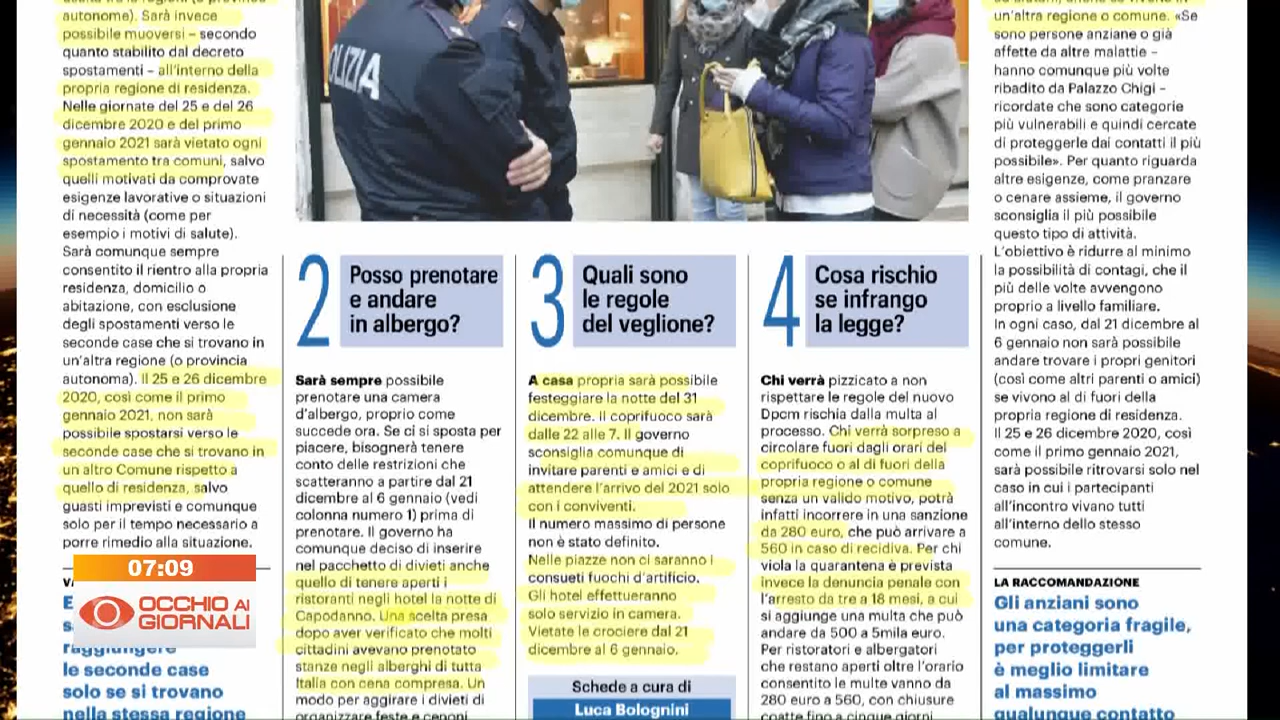 autonome). Sarà invece
possibile muoversi – secondo
quanto stabilito dal decreto
spostamenti – all'interno della
propria regione di residenza.
Nelle giornate del 25 e del 26
dicembre 2020 e del primo
gennaio 2021 sarà vietato ogni
spostamento tra comuni, salvo
quelli motivati da comprovate
esigenze lavorative o situazioni
di necessità (come per
esempio i motivi di salute).
Sarà comunque sempre
consentito il rientro alla propria
residenza, domicilio o
abitazione, con esclusione
degli spostamenti verso le
seconde case che si trovano in
un'altra regione (o provincia
autonoma). Il 25 e 26 dicembre
2020, così come il primo
gennaio 2021, non sarà
possibile spostarsi verso le
seconde case che si trovano in
un altro Comune rispetto a
quello di residenza, salvo
guasti imprevisti e comunque
solo per il tempo necessario a
porre rimedio alla situazione.
07:09
OCCHIO AI
GIORNALI
raggiungere
le seconde case
solo se si trovano
nella stessa regione
POLIZIA
2
Posso prenotare
e andare
in albergo?
Sarà sempre possibile
prenotare una camera
d'albergo, proprio come
succede ora. Se ci si sposta per
piacere, bisognerà tenere
conto delle restrizioni che
scatteranno a partire dal 21
dicembre al 6 gennaio (vedi
colonna numero 1) prima di
prenotare. Il governo ha
comunque deciso di inserire
nel pacchetto di divieti anche
quello di tenere aperti i
ristoranti negli hotel la notte di
Capodanno. Una scelta presa
dopo aver verificato che molti
cittadini avevano prenotato
stanze negli alberghi di tutta
Italia con cena compresa. Un
modo per aggirare i divieti di
organizzare feste e cenoni
3
Quali sono
le regole
del veglione?
A casa propria sarà possibile
festeggiare la notte del 31
dicembre. Il coprifuoco sarà
dalle 22 alle 7. Il governo
sconsiglia comunque di
invitare parenti e amici e di
attendere l'arrivo del 2021 solo
con i conviventi.
Il numero massimo di persone
non è stato definito.
Nelle piazze non ci saranno i
consueti fuochi d'artificio.
Gli hotel effettueranno
solo servizio in camera.
Vietate le crociere dal 21
dicembre al 6 gennaio.
Schede a cura di
Luca Bolognini
4
Cosa rischio
se infrango
la legge?
Chi verrà pizzicato a non
rispettare le regole del nuovo
Dpcm rischia dalla multa al
processo. Chi verrà sorpreso a
circolare fuori dagli orari del
coprifuoco o al di fuori della
propria regione o comune
senza un valido motivo, potrà
infatti incorrere in una sanzione
da 280 euro, che può arrivare a
560 in caso di recidiva. Per chi
viola la quarantena è prevista
invece la denuncia penale con
l'arresto da tre a 18 mesi, a cui
si aggiunge una multa che può
andare da 500 a 5mila euro.
Per ristoratori e albergatori
che restano aperti oltre l'orario
consentito le multe vanno da
280 euro a 560, con chiusure
coatte fino a cinque giorni
un'altra regione o comune. «Se
sono persone anziane o già
affette da altre malattie –
hanno comunque più volte
ribadito da Palazzo Chigi –
ricordate che sono categorie
più vulnerabili e quindi cercate
di proteggerle dai contatti il più
possibile». Per quanto riguarda
altre esigenze, come pranzare
o cenare assieme, il governo
sconsiglia il più possibile
questo tipo di attività.
L'obiettivo è ridurre al minimo
la possibilità di contagi, che il
più delle volte avvengono
proprio a livello familiare.
In ogni caso, dal 21 dicembre al
6 gennaio non sarà possibile
andare trovare i propri genitori
(così come altri parenti o amici)
se vivono al di fuori della
propria regione di residenza.
Il 25 e 26 dicembre 2020, così
come il primo gennaio 2021,
sarà possibile ritrovarsi solo nel
caso in cui i partecipanti
all'incontro vivano tutti
all'interno dello stesso
comune.
LA RACCOMANDAZIONE
Gli anziani sono
una categoria fragile,
per proteggerli
è meglio limitare
al massimo
qualunque contatto